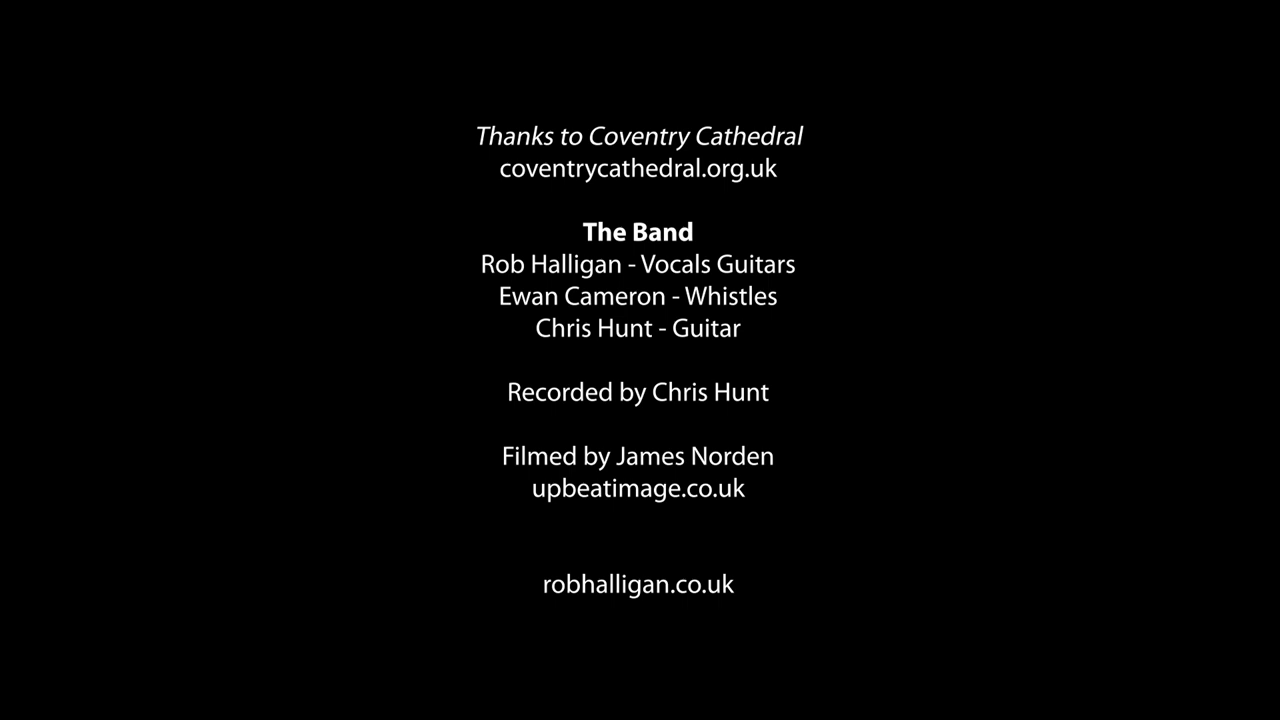 Thanks to Coventry Cathedral
coventrycathedral.org.uk
The Band
Rob Halligan - Vocals Guitars
Ewan Cameron - Whistles
Chris Hunt - Guitar
Recorded by Chris Hunt
Filmed by James Norden
upbeatimage.co.uk
robhalligan.co.uk